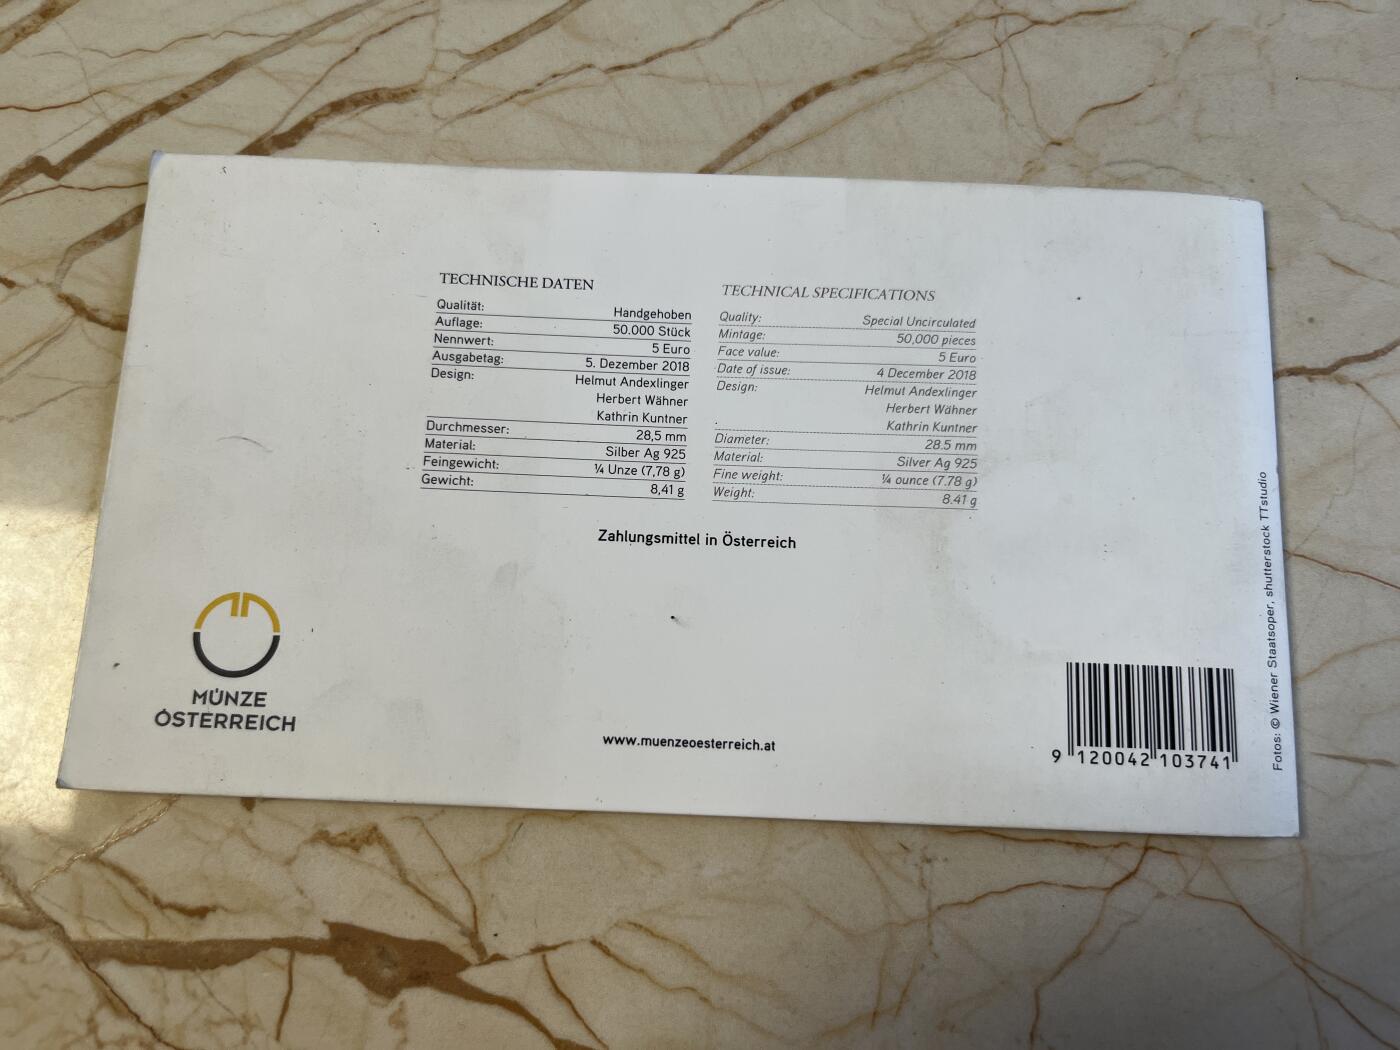 TECHNISCHE DATEN
Qualität: Handgehoben
Auflage: 50.000 Stück
Nennwert: 5 Euro
Ausgabetag: 5. Dezember 2018
Design: Helmut Andexlinger
Herbert Wähner
Kathrin Kuntner
Durchmesser: 28,5 mm
Material: Silber Ag 925
Feingewicht: ¼ Unze (7,78 g)
Gewicht: 8,41 g
TECHNICAL SPECIFICATIONS
Quality: Special Uncirculated
Mintage: 50,000 pieces
Face value: 5 Euro
Date of issue: 4 December 2018
Design: Helmut Andexlinger
Herbert Wähner
Kathrin Kuntner
Diameter: 28.5 mm
Material: Silver Ag 925
Fine weight: ¼ ounce (7.78 g)
Weight: 8.41 g
Zahlungsmittel in Österreich
MÜNZE
ÖSTERREICH
www.muenzeoesterreich.at
9 120042 103741
Fotos: © Wiener Staatsoper, shutterstock TTstudio